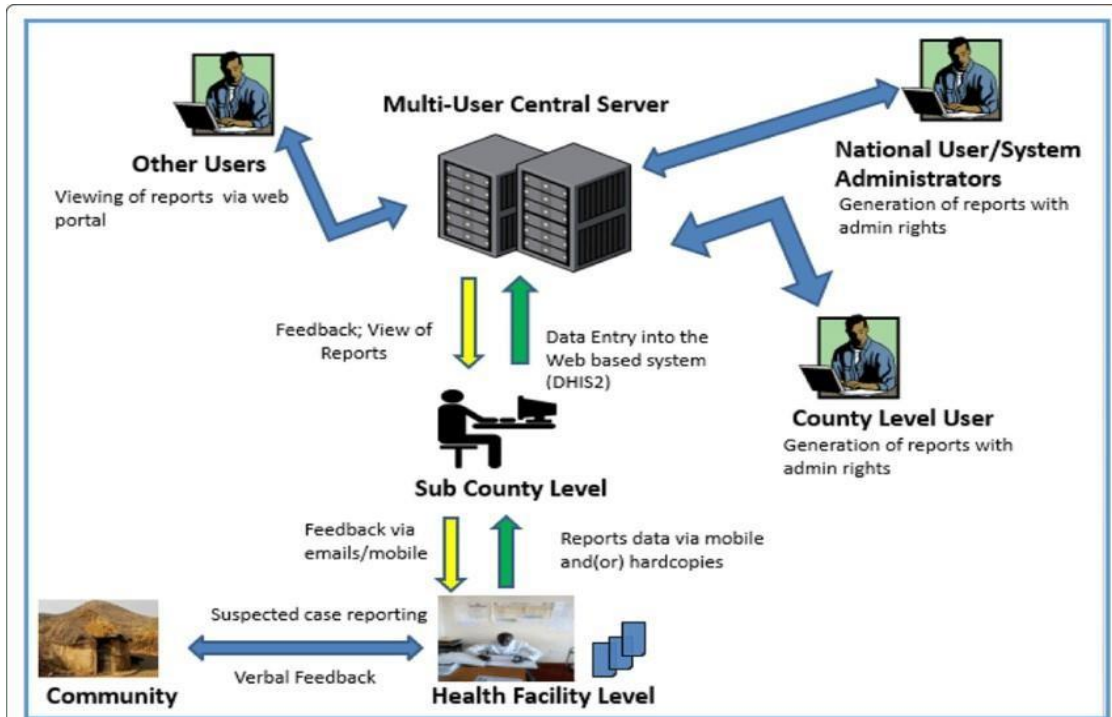 Multi-User Central Server
Other Users
Viewing of reports via web
portal
National User/System
Administrators
Generation of reports with
admin rights
Feedback; View of
Reports
Data Entry into the
Web based system
(DHIS2)
County Level User
Generation of reports with
admin rights
Sub County Level
Feedback via
emails/mobile
Reports data via mobile
and(or) hardcopies
Suspected case reporting
Verbal Feedback
Community
Health Facility Level